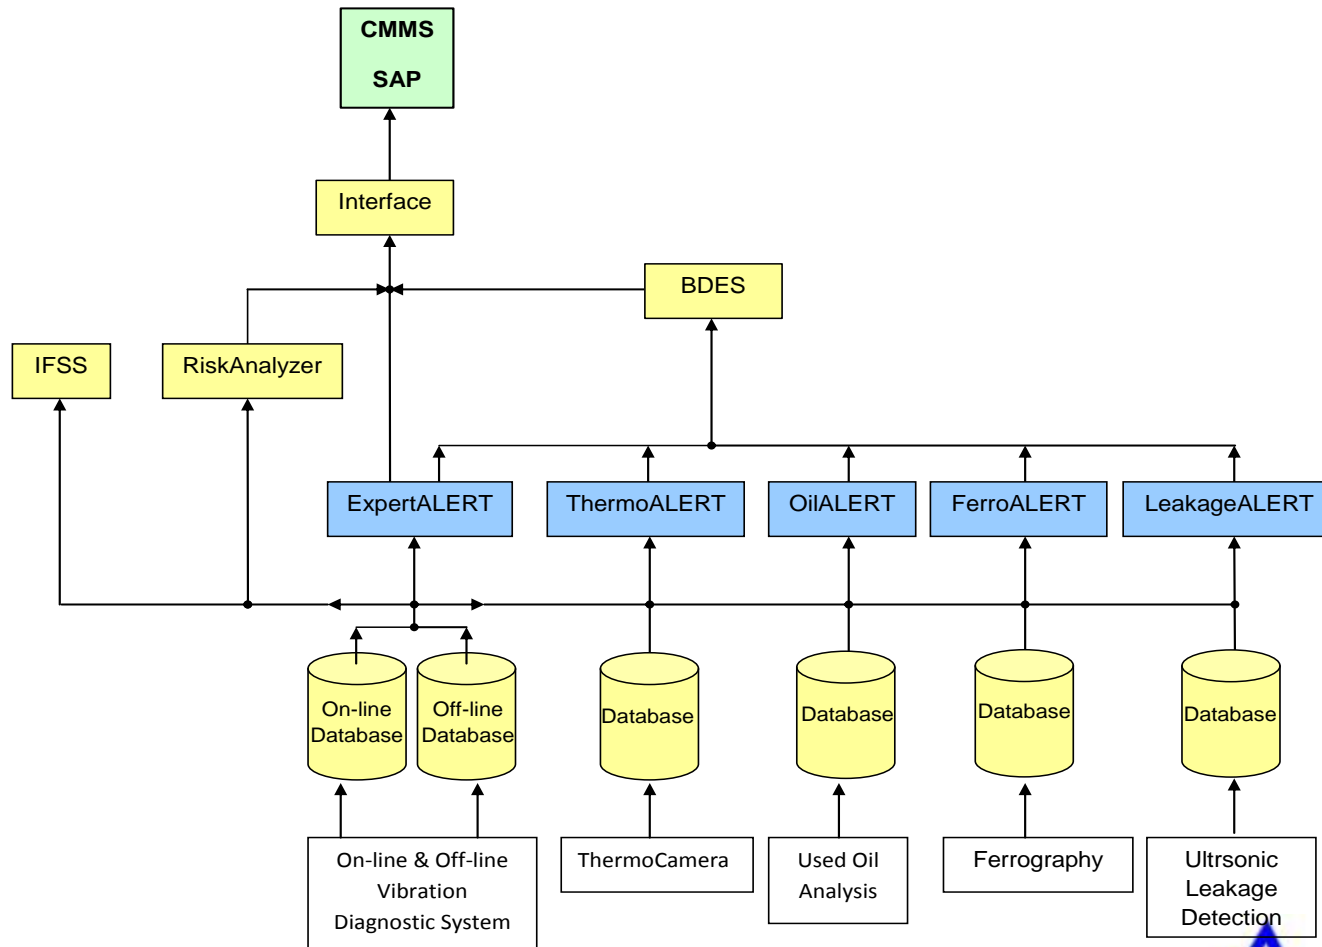 CMMS
SAP
Interface
BDES
IFSS
RiskAnalyzer
ExpertALERT
ThermoALERT
OilALERT
FerroALERT
LeakageALERT
On-line
Database
Off-line
Database
Database
Database
Database
Database
On-line & Off-line
Vibration
Diagnostic System
ThermoCamera
Used Oil
Analysis
Ferrography
Ultrsonic
Leakage
Detection